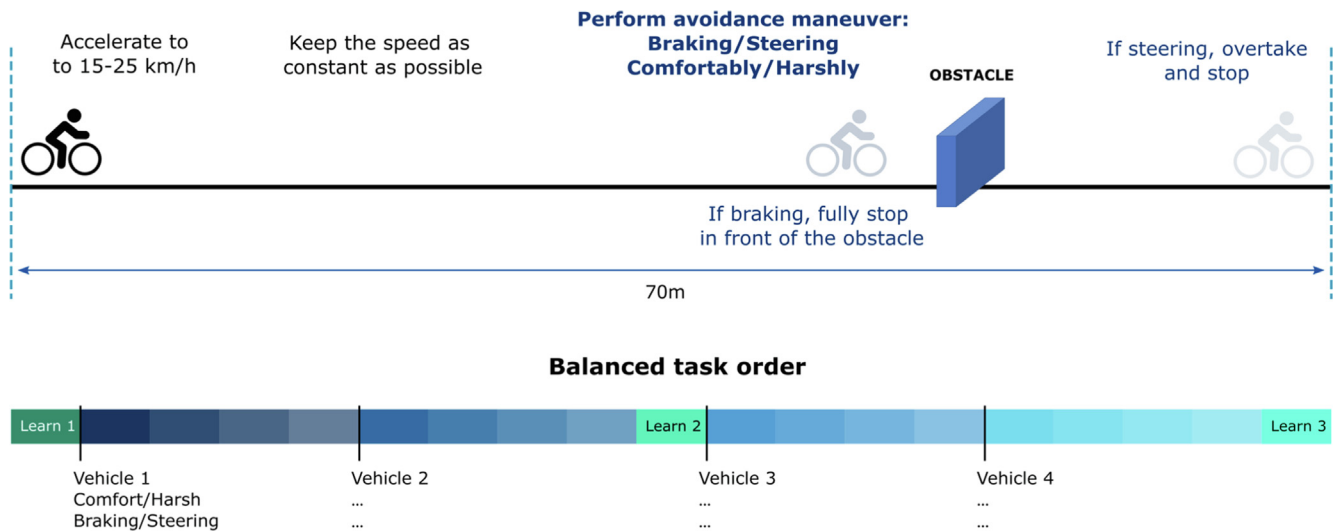 Accelerate to
to 15-25 km/h
Keep the speed as
constant as possible
Perform avoidance maneuver:
Braking/Steering
Comfortably/Harshly
OBSTACLE
If steering, overtake
and stop
If braking, fully stop
in front of the obstacle
70m
Balanced task order
Learn 1
Learn 2
Learn 3
Vehicle 1
Comfort/Harsh
Braking/Steering
Vehicle 2
...
...
Vehicle 3
...
...
Vehicle 4
...
...